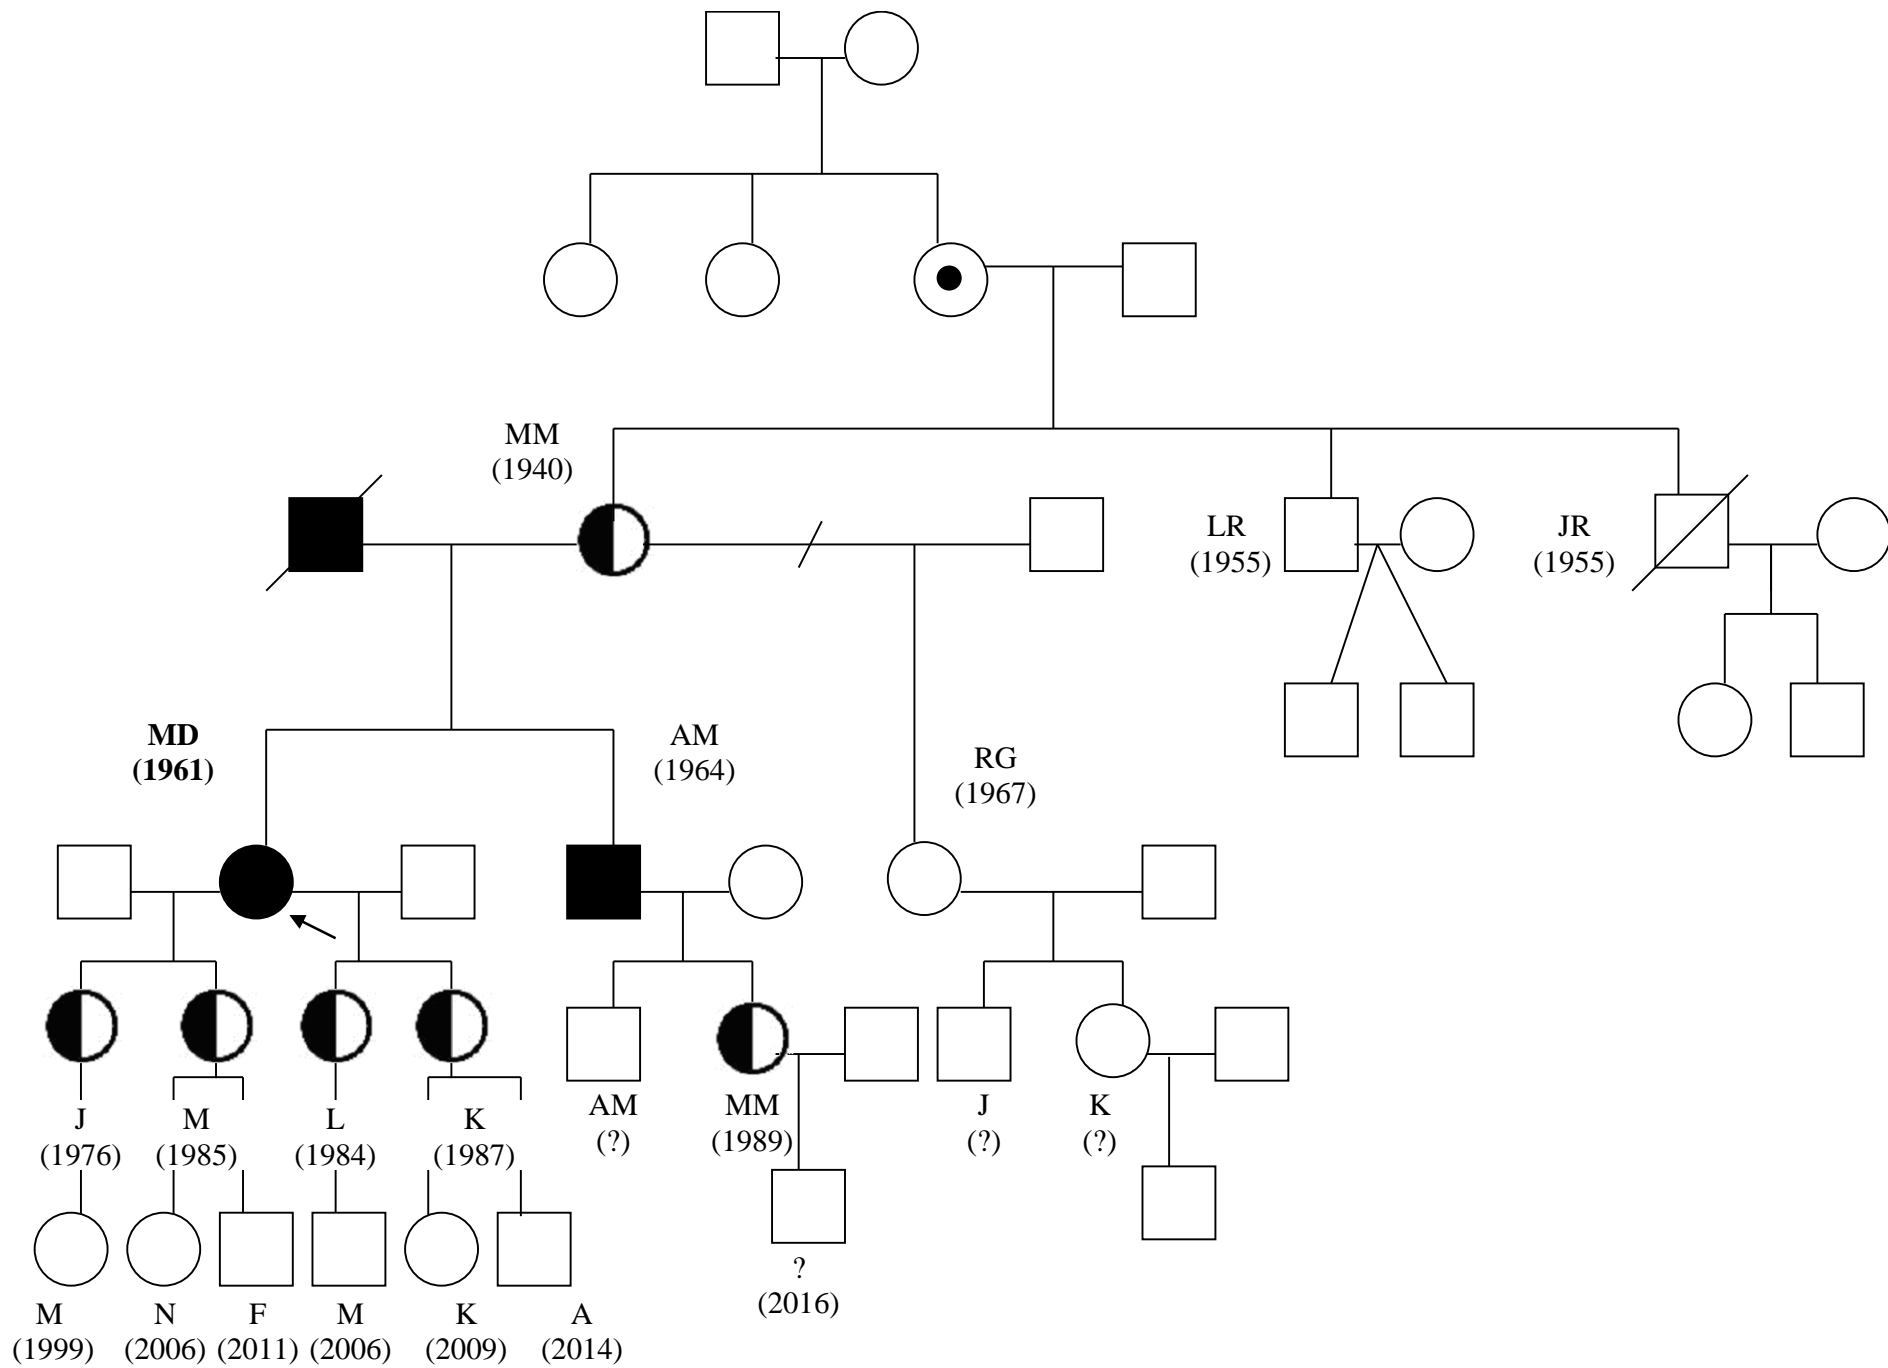 MM
(1940)
LR
(1955)
JR
(1955)
MD
(1961)
AM
(1964)
RG
(1967)
J
(1976)
M
(1985)
L
(1984)
K
(1987)
AM
(?)
MM
(1989)
J
(?)
K
(?)
?
(2016)
M
(1999)
N
(2006)
F
(2011)
M
(2006)
K
(2009)
A
(2014)